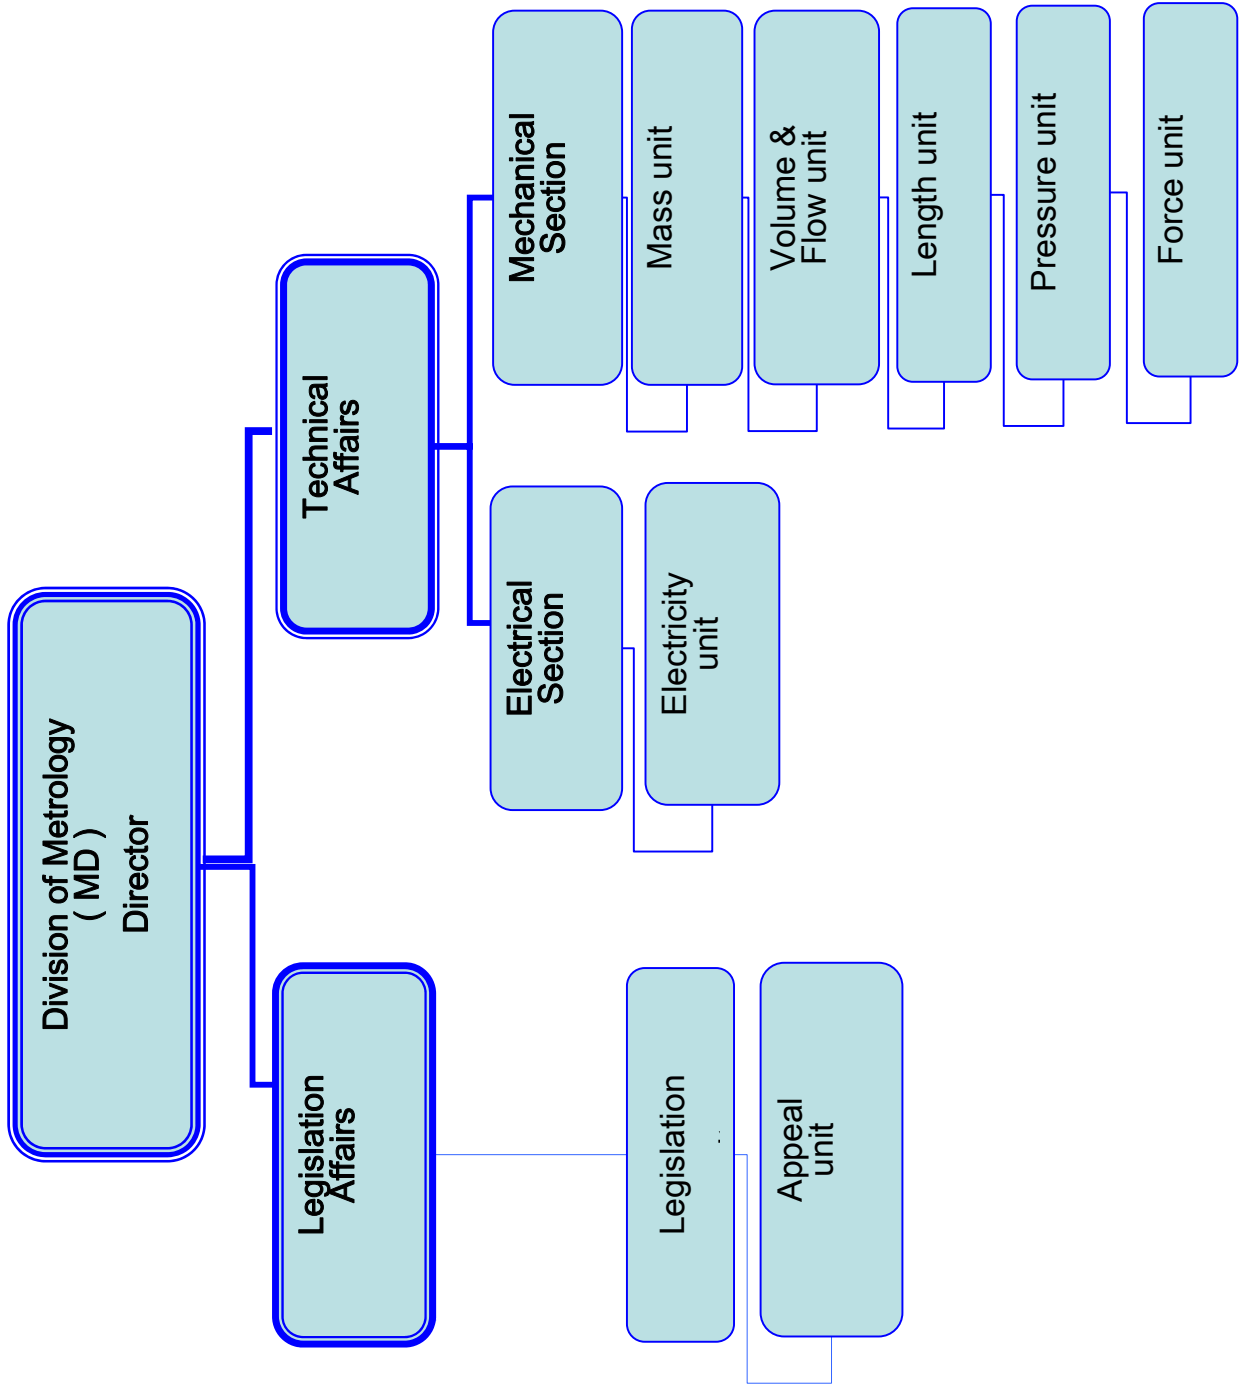 Division of Metrology
( MD )
Director
Legislation
Affairs
Technical
Affairs
Electrical
Section
Mechanical
Section
Legislation
Appeal
unit
Electricity
unit
Mass unit
Volume &
Flow unit
Length unit
Pressure unit
Force unit